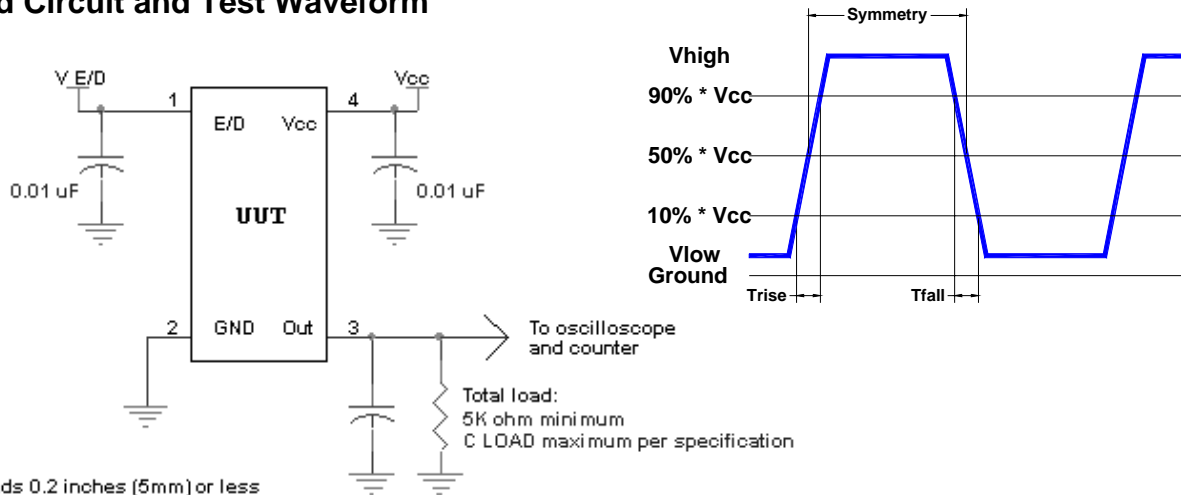 d Circuit and Test Waveform
V E/D
Vcc
1
4
E/D
Vcc
0.01 uF
0.01 uF
UUT
2
GND
Out
3
To oscilloscope
and counter
Total load:
5K ohm minimum
C LOAD maximum per specification
ds 0.2 inches (5mm) or less
Symmetry
Vhigh
90% * Vcc
50% * Vcc
10% * Vcc
Vlow
Ground
Trise
Tfall